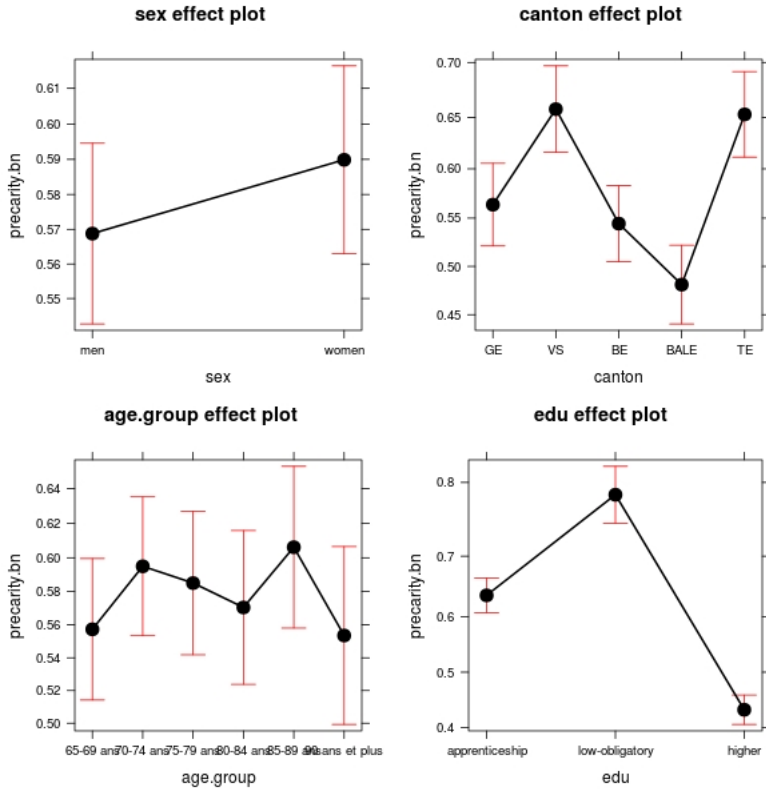 sex effect plot
precarity.bn
0.61
0.60
0.59
0.58
0.57
0.56
0.55
men women
sex
canton effect plot
precarity.bn
0.70
0.65
0.60
0.55
0.50
0.45
GE VS BE BALE TE
canton
age.group effect plot
precarity.bn
0.64
0.62
0.60
0.58
0.56
0.54
0.52
0.50
65-69 ans 70-74 ans 75-79 ans 80-84 ans 85-89 ans et plus
age.group
edu effect plot
precarity.bn
0.8
0.7
0.6
0.5
0.4
apprenticeship low-obligatory higher
edu